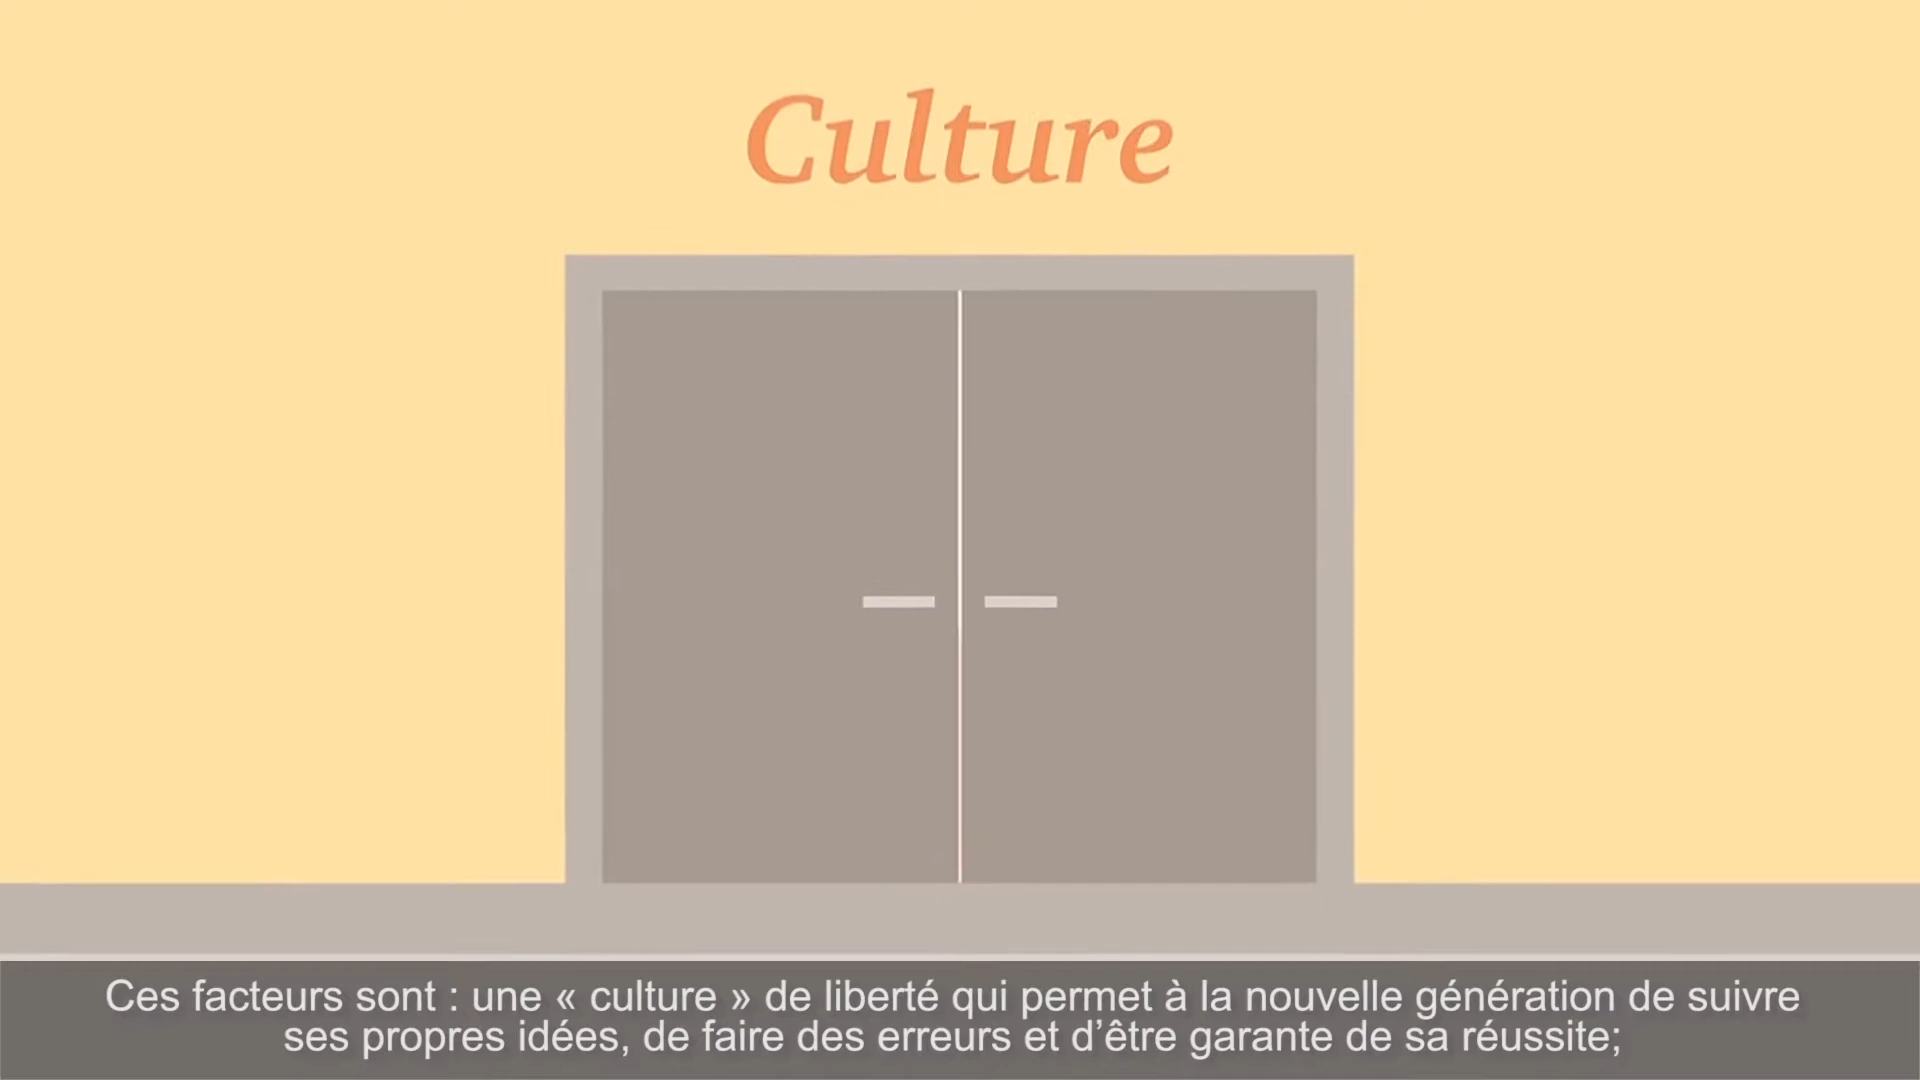 Culture
Ces facteurs sont : une « culture » de liberté qui permet à la nouvelle génération de suivre
ses propres idées, de faire des erreurs et d’être garante de sa réussite;